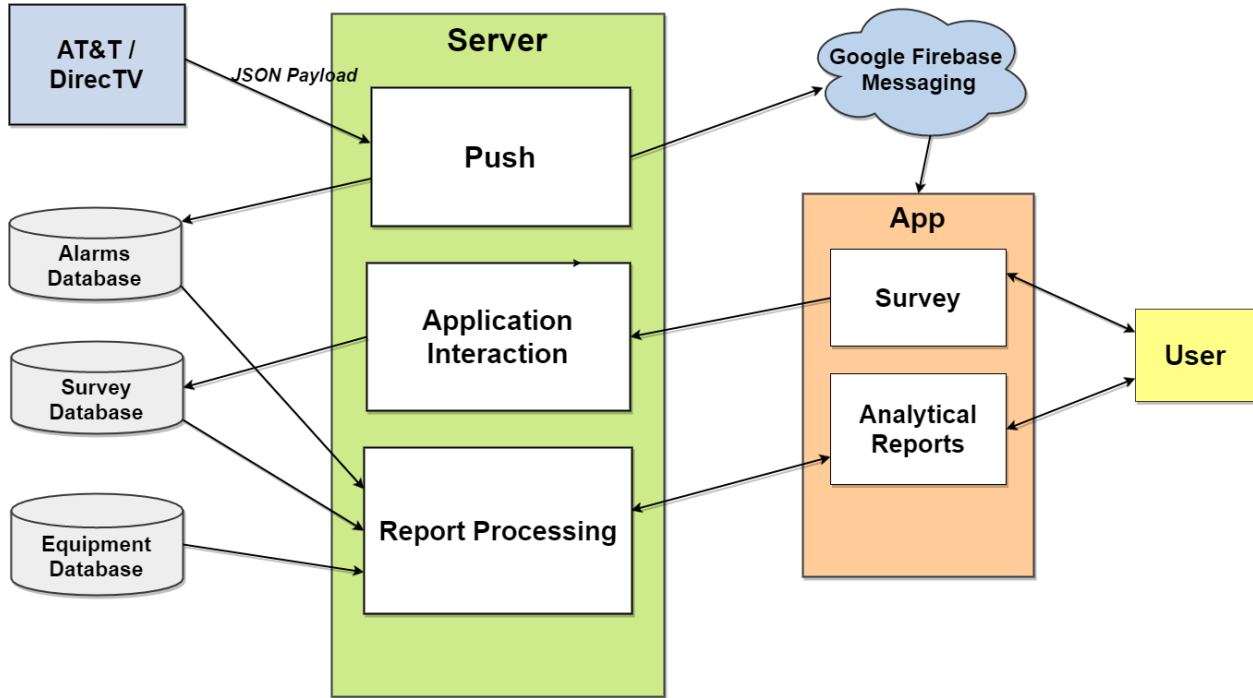 AT&T /
DirecTV
JSON Payload
Server
Push
Google Firebase
Messaging
Alarms
Database
Application
Interaction
App
Survey
User
Survey
Database
Analytical
Reports
Report Processing
Equipment
Database